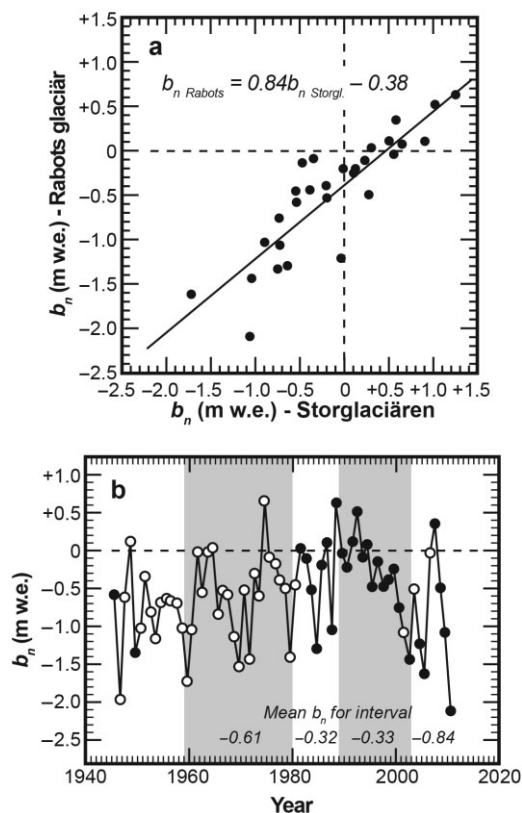 a
b_n Rabots = 0.84b_n Storgl. – 0.38
+1.5
+1.0
+0.5
0
-0.5
-1.0
-1.5
-2.0
-2.5
b_n (m w.e.) - Rabots glaciär
-2.5 -2.0 -1.5 -1.0 -0.5 0 +0.5 +1.0 +1.5
b_n (m w.e.) - Storglaciären
b
+1.0
+0.5
0
-0.5
-1.0
-1.5
-2.0
-2.5
b_n (m w.e.)
Mean b_n for interval
–0.61 –0.32 –0.33 –0.84
1940 1960 1980 2000 2020
Year